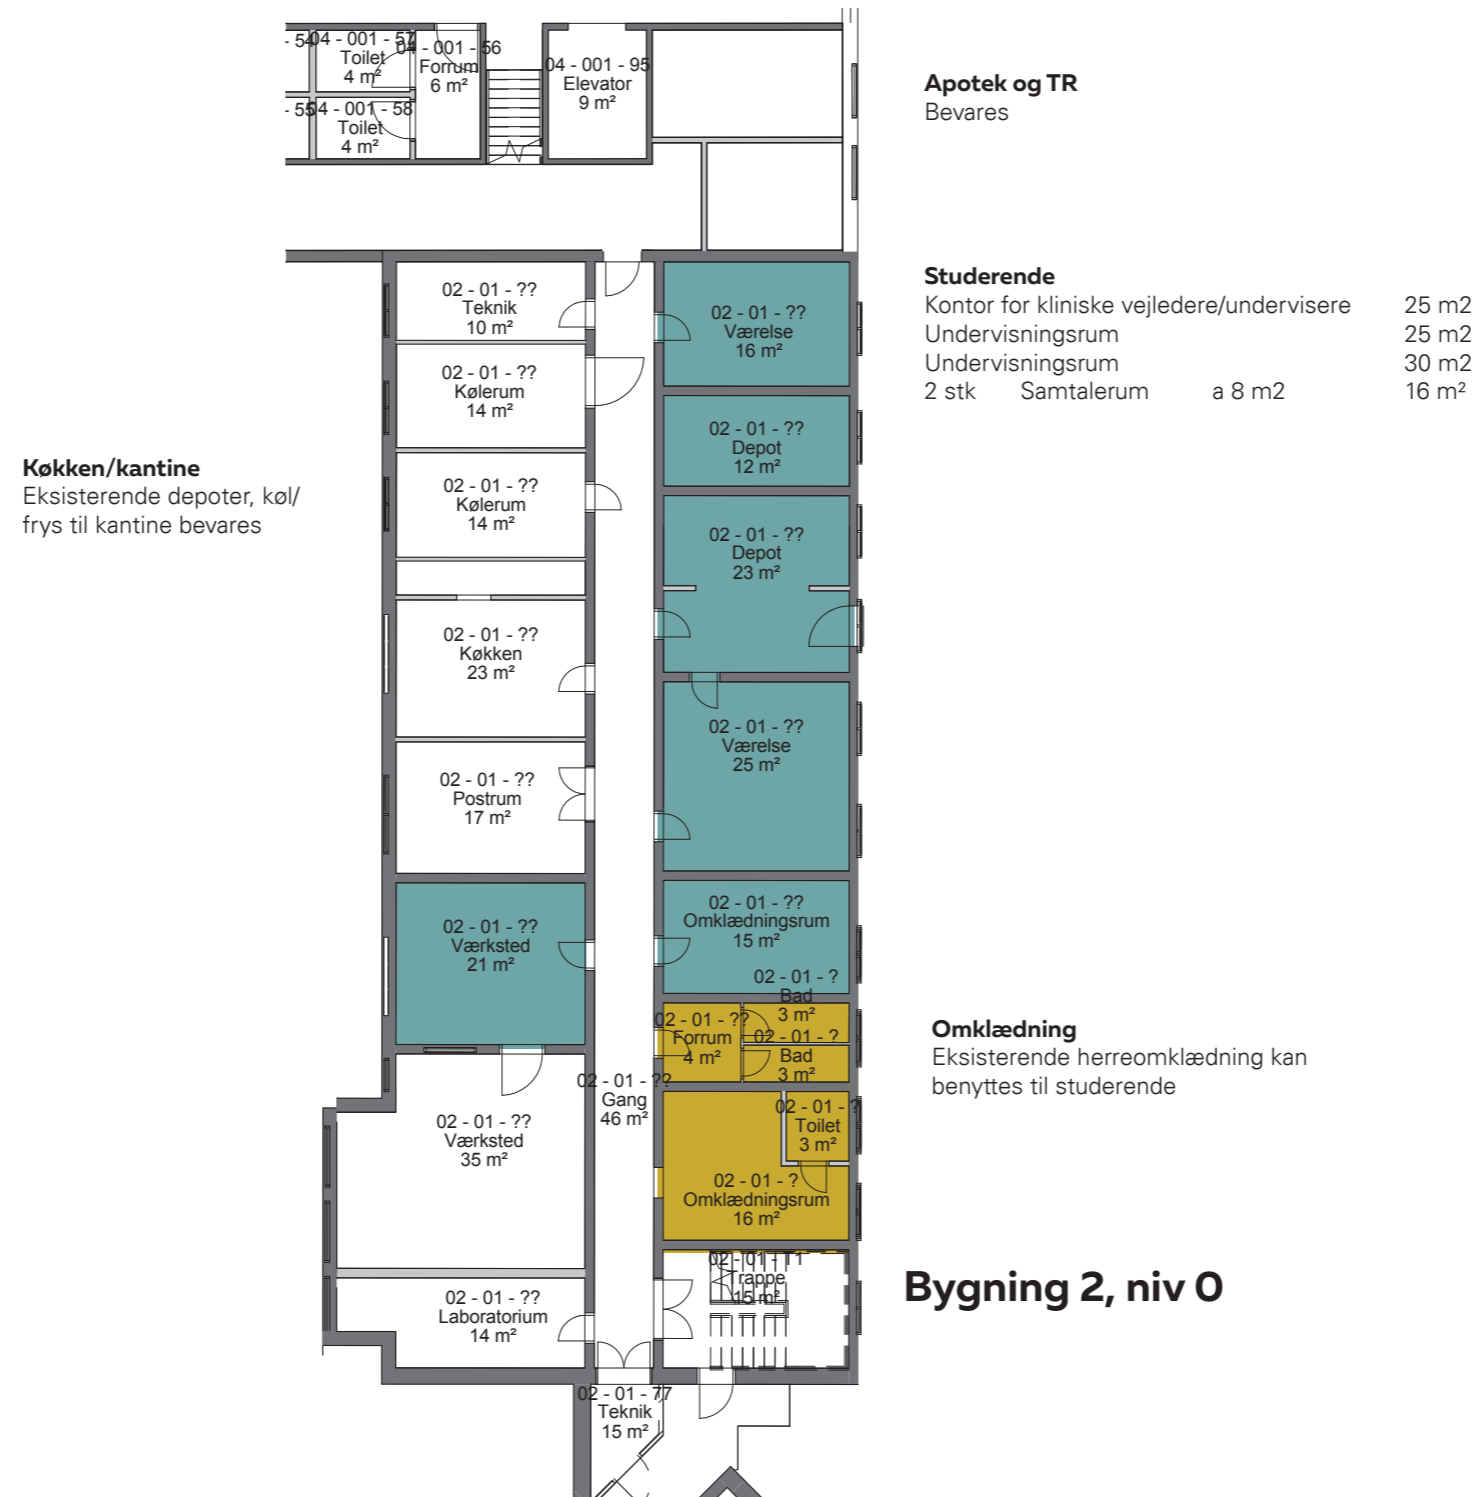 - 54
04 - 001 - 57
Toilet
4 m²
04 - 001 - 56
Forrum
6 m²
04 - 001 - 95
Elevator
9 m²
- 55
04 - 001 - 58
Toilet
4 m²
Apotek og TR
Bevares
Studerende
Kontor for kliniske vejledere/undervisere 25 m2
Undervisningsrum 25 m2
Undervisningsrum 30 m2
2 stk Samtalerum a 8 m2 16 m²
Køkken/kantine
Eksisterende depoter, køl/
frys til kantine bevares
02 - 01 - ??
Teknik
10 m²
02 - 01 - ??
Kølerum
14 m²
02 - 01 - ??
Kølerum
14 m²
02 - 01 - ??
Køkken
23 m²
02 - 01 - ??
Postrum
17 m²
02 - 01 - ??
Værksted
21 m²
02 - 01 - ??
Værksted
35 m²
02 - 01 - ??
Laboratorium
14 m²
02 - 01 - ??
Gang
46 m²
02 - 01 - 77
Teknik
15 m²
02 - 01 - ??
Værelse
16 m²
02 - 01 - ??
Depot
12 m²
02 - 01 - ??
Depot
23 m²
02 - 01 - ??
Værelse
25 m²
02 - 01 - ??
Omklædningsrum
15 m²
02 - 01 - ?
Bad
3 m²
02 - 01 - ??
Forrum
4 m²
02 - 01 - ?
Bad
3 m²
02 - 01 - ?
Toilet
3 m²
02 - 01 - ?
Omklædningsrum
16 m²
02 - 01 - T1
Trappe
15 m²
Omklædning
Eksisterende herreomklædning kan
benyttes til studerende
Bygning 2, niv 0